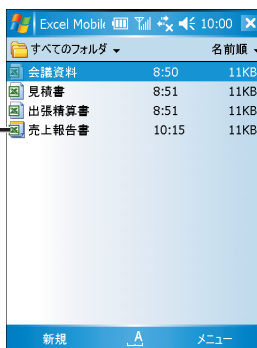 Excel Mobile 10:00
すべてのフォルダ 名前順
会議資料 8:50 11KB
見積書 8:51 11KB
出張精算書 8:51 11KB
売上報告書 10:15 11KB
新規 A メニュー